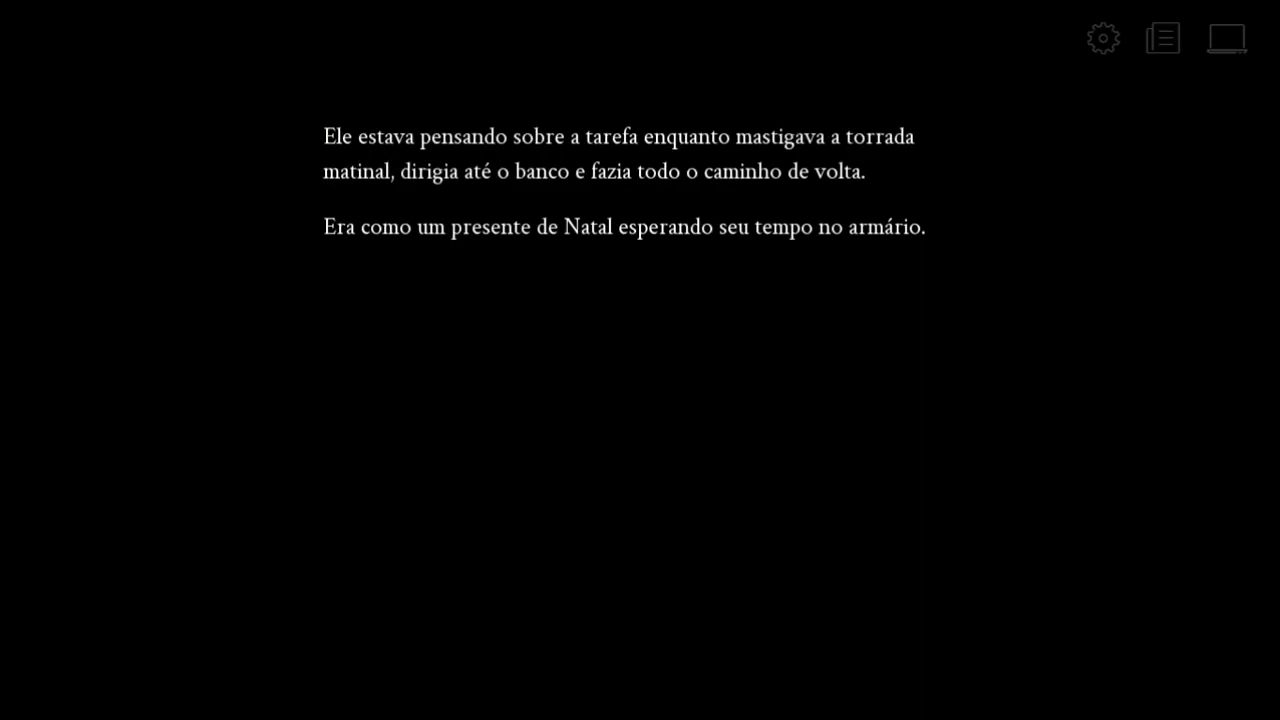 Ele estava pensando sobre a tarefa enquanto mastigava a torrada
matinal, dirigia até o banco e fazia todo o caminho de volta.
Era como um presente de Natal esperando seu tempo no armário.